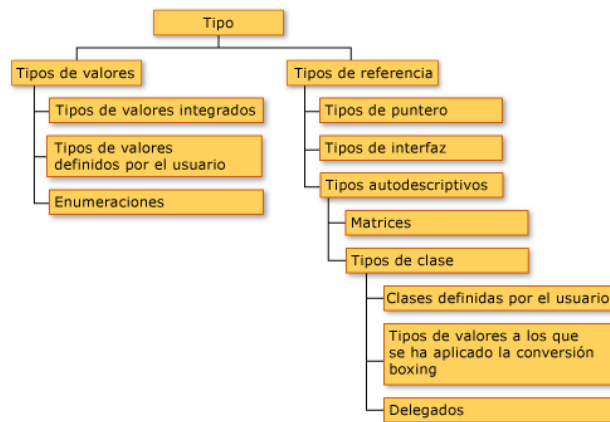 Tipo
Tipos de valores
Tipos de valores integrados
Tipos de valores
definidos por el usuario
Enumeraciones
Tipos de referencia
Tipos de puntero
Tipos de interfaz
Tipos autodescriptivos
Matrices
Tipos de clase
Clases definidas por el usuario
Tipos de valores a los que
se ha aplicado la conversión
boxing
Delegados